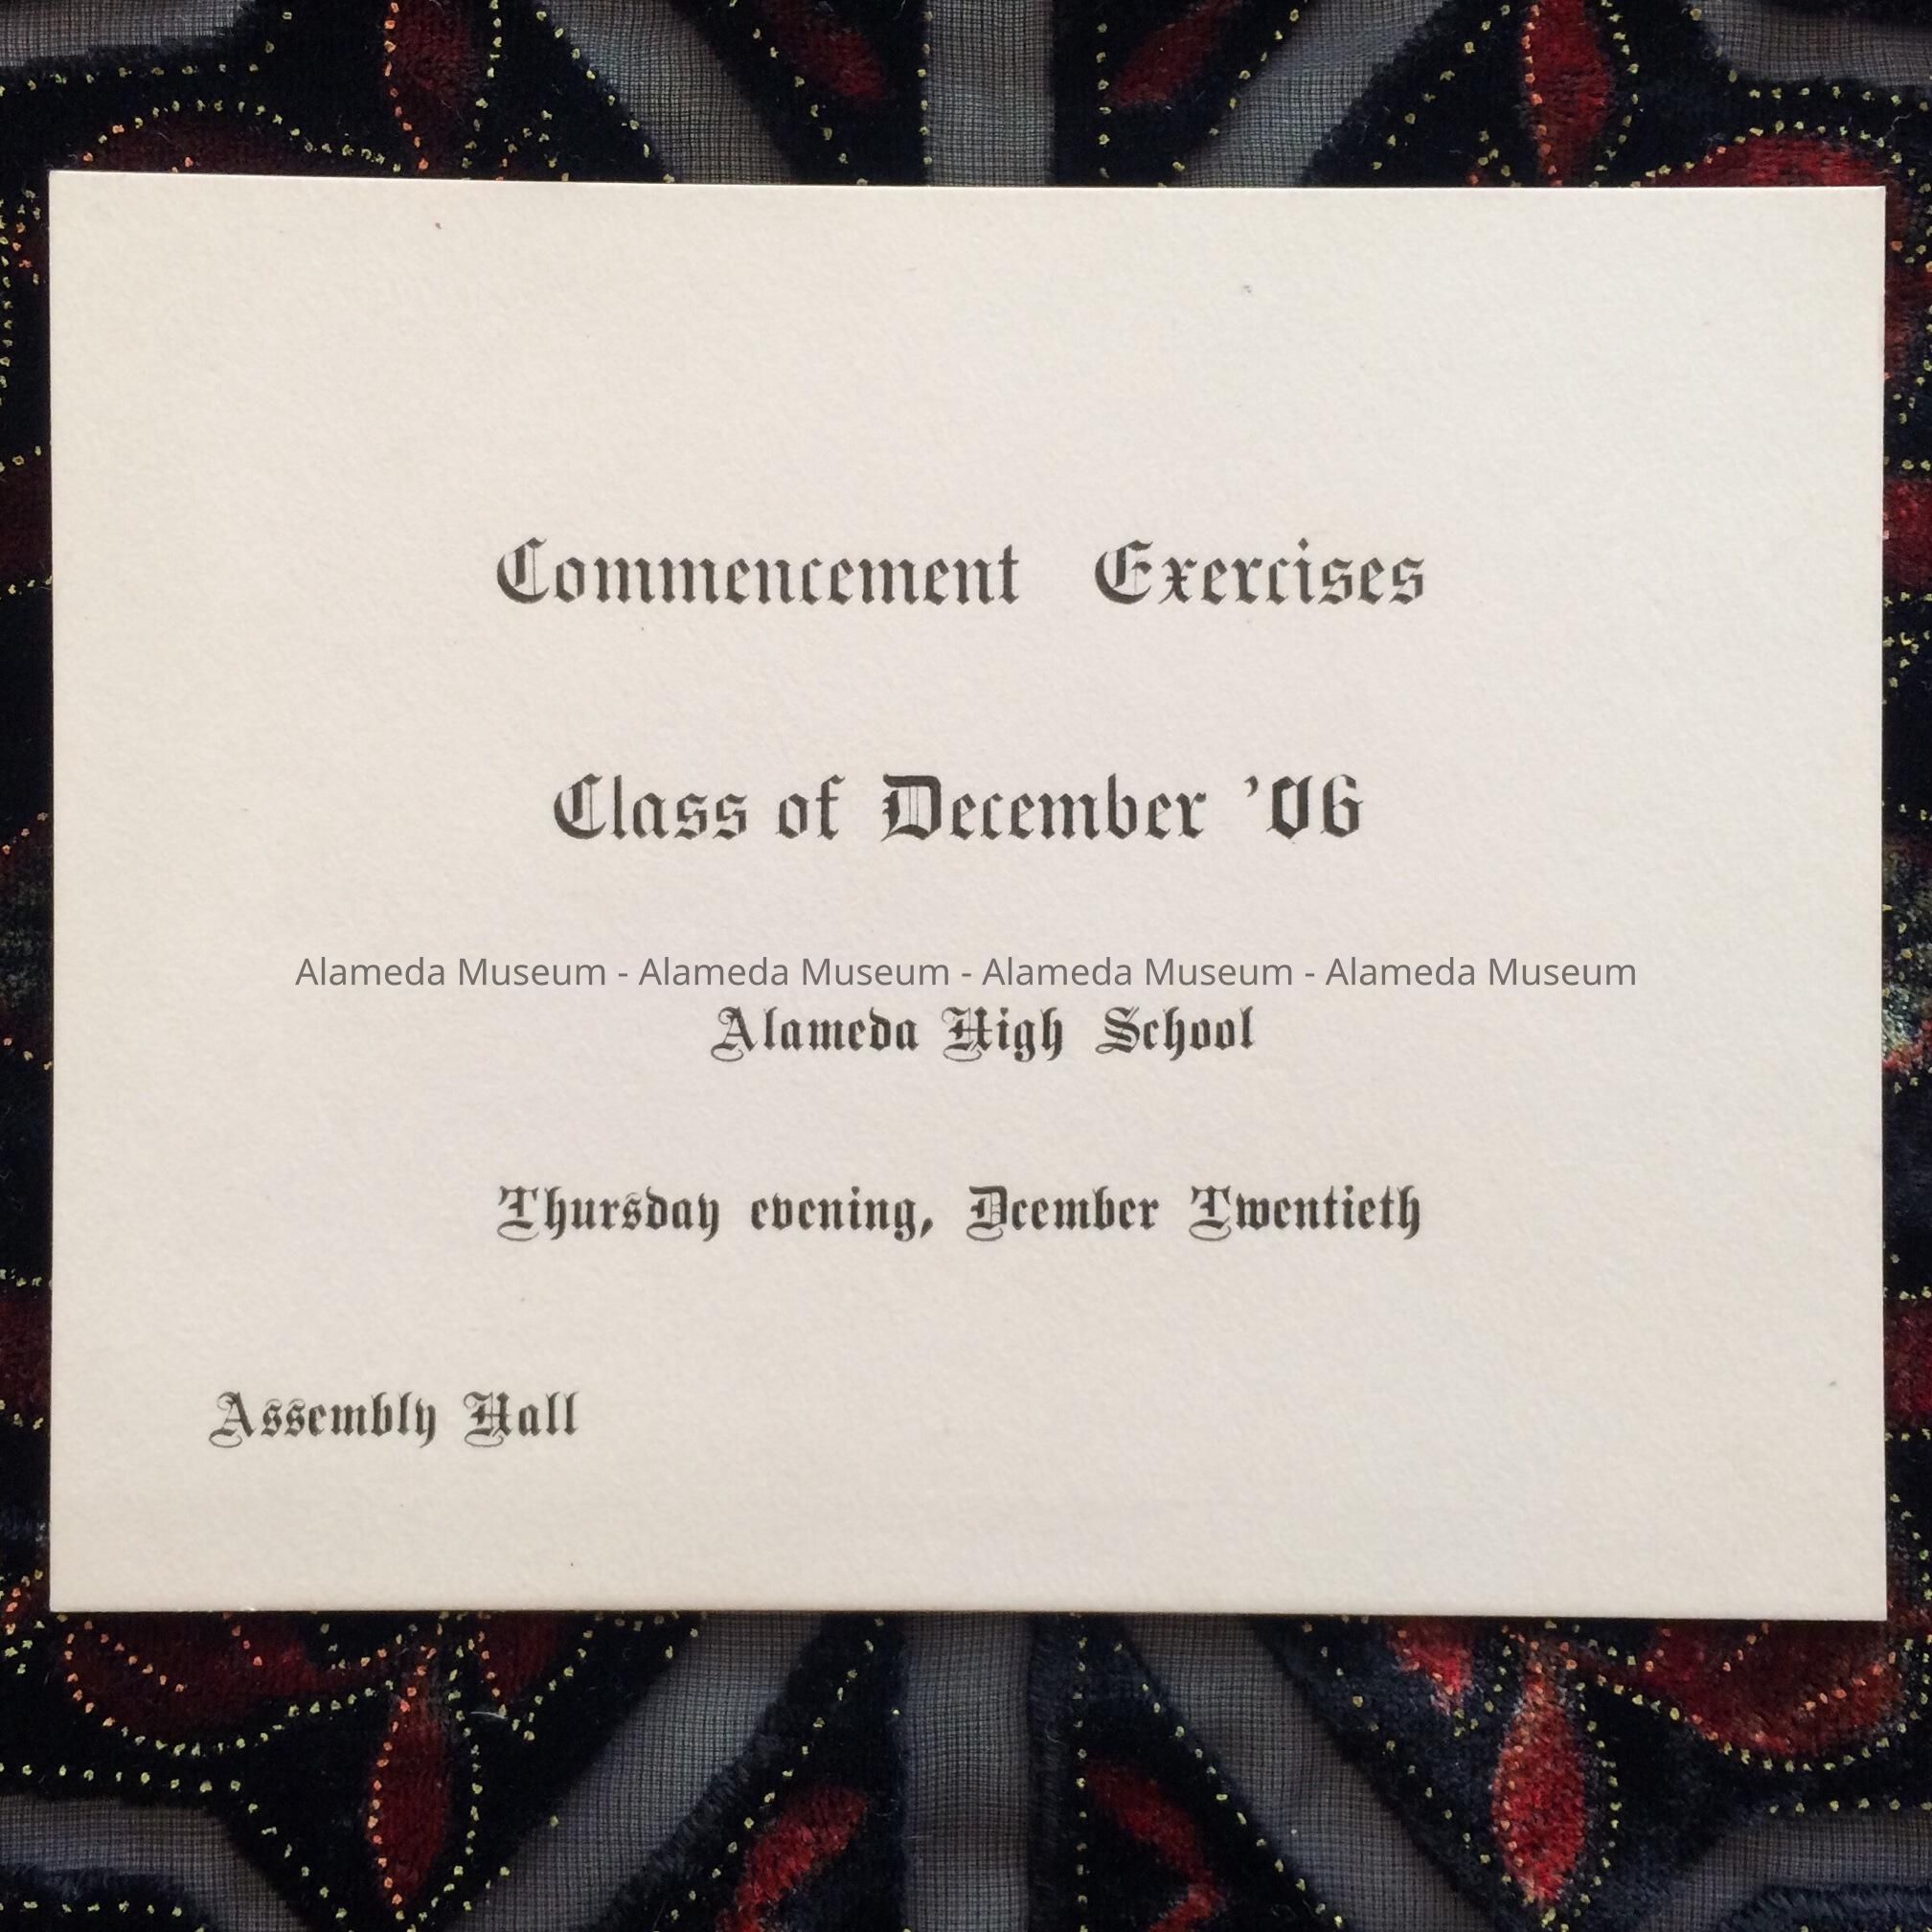 Commencement Exercises
Class of December '06
Alameda Museum - Alameda Museum - Alameda Museum - Alameda Museum
Alameda High School
Thursday evening, Dcember Twentieth
Assembly Hall